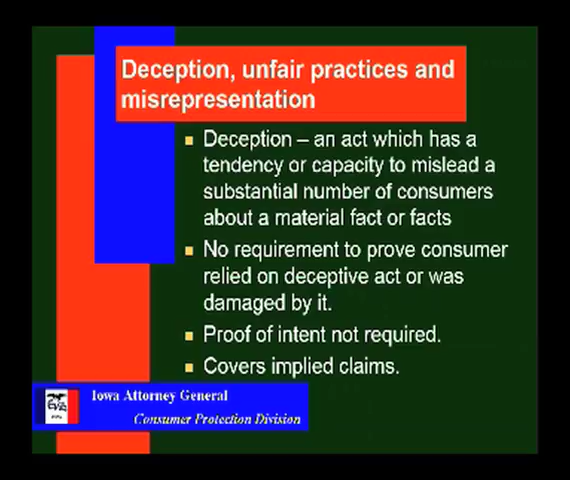 Deception, unfair practices and
misrepresentation
Deception – an act which has a
tendency or capacity to mislead a
substantial number of consumers
about a material fact or facts
No requirement to prove consumer
relied on deceptive act or was
damaged by it.
Proof of intent not required.
Covers implied claims.
Iowa Attorney General
Consumer Protection Division